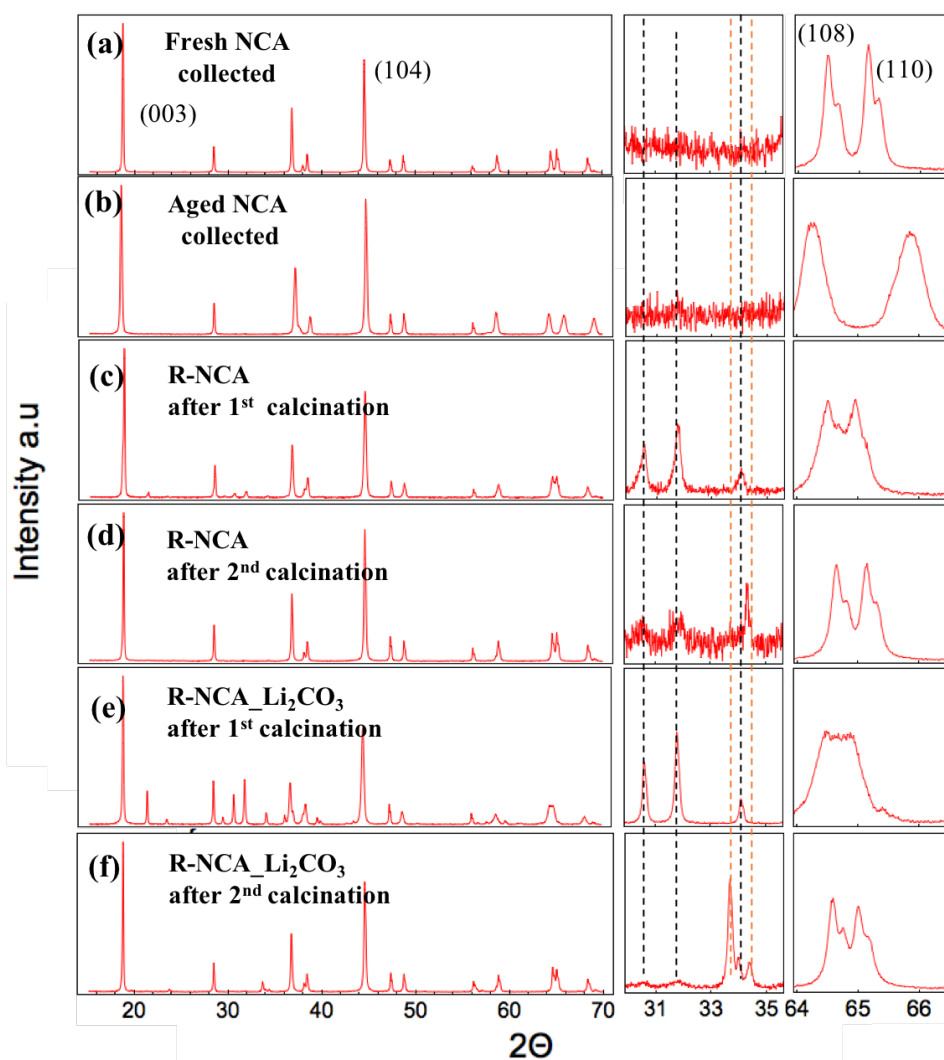 (a) Fresh NCA
collected
(003)
(104)
(108)
(110)
(b) Aged NCA
collected
(c) R-NCA
after 1st calcination
(d) R-NCA
after 2nd calcination
(e) R-NCA_Li2CO3
after 1st calcination
(f) R-NCA_Li2CO3
after 2nd calcination
Intensity a.u
20 30 40 50 60 70
31 33 35
64 65 66
2Θ